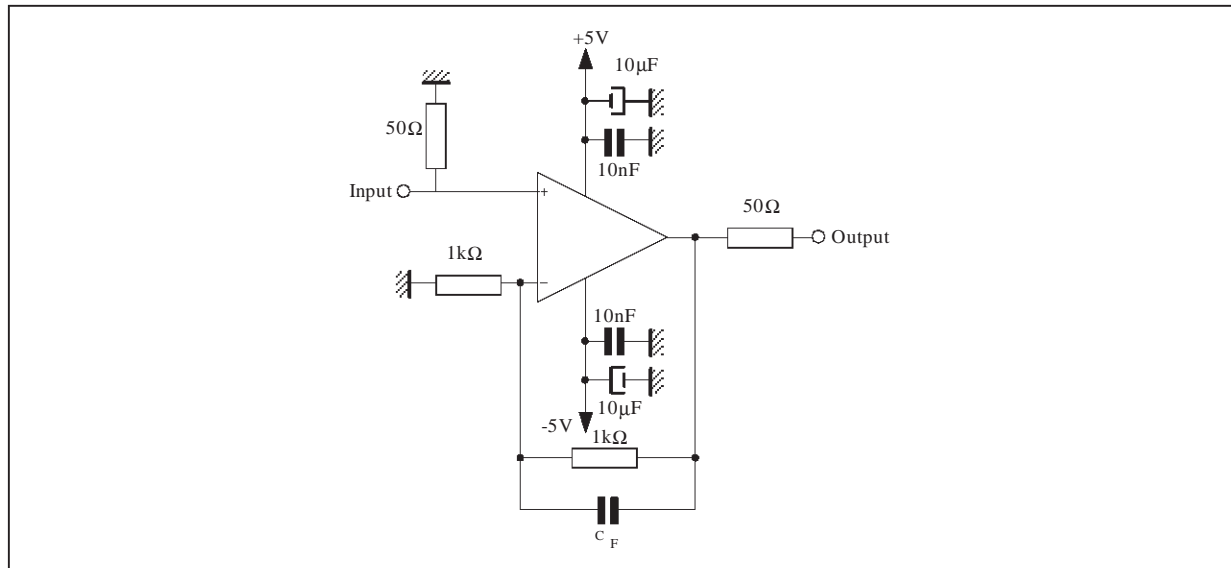 +5V
10µF
50Ω
10nF
Input
+
50Ω
Output
1kΩ
-
10nF
10µF
-5V
1kΩ
C F